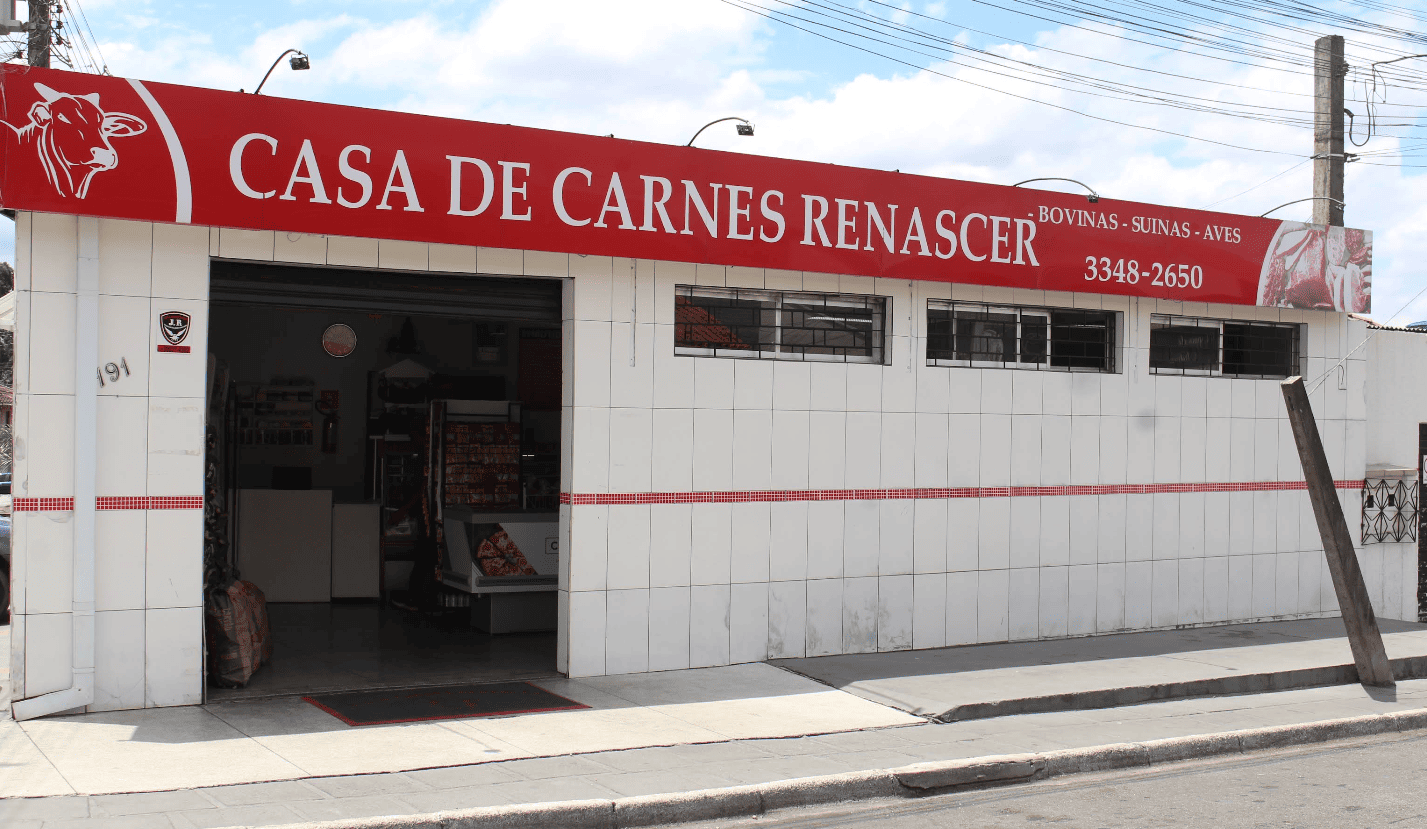 CASA DE CARNES RENASCER
- BOVINAS - SUINAS - AVES
3348-2650
J.R
191